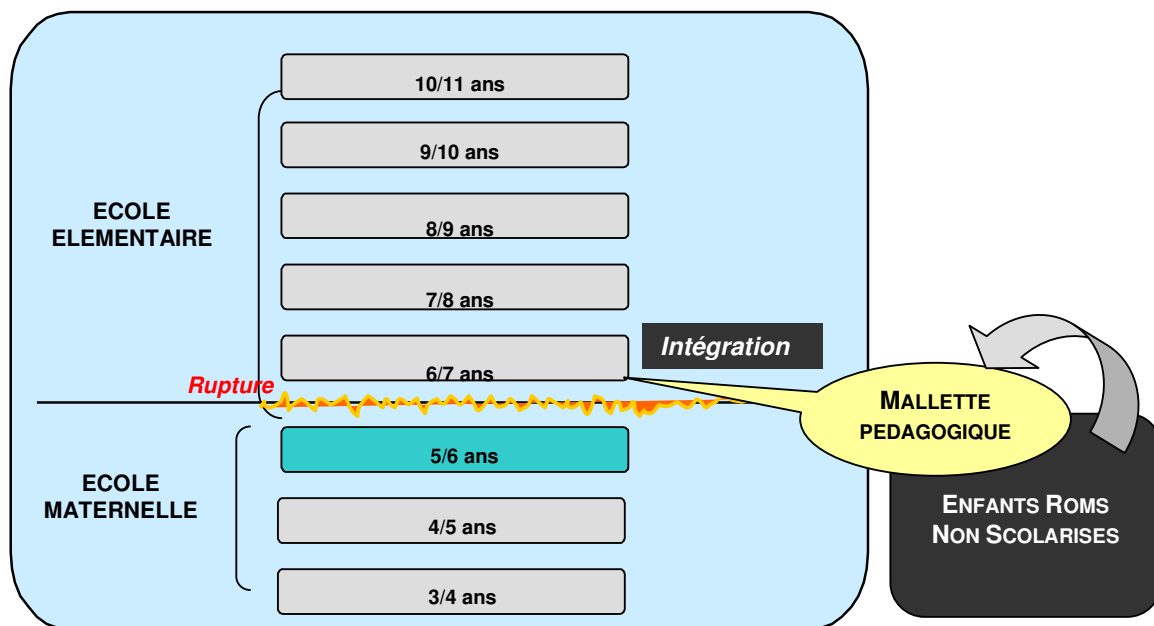 10/11 ans
9/10 ans
ECOLE
ELEMENTAIRE
8/9 ans
7/8 ans
Intégration
6/7 ans
Rupture
MALLETTE
PEDAGOGIQUE
5/6 ans
ECOLE
MATERNELLE
4/5 ans
ENFANTS ROMS
NON SCOLARISES
3/4 ans